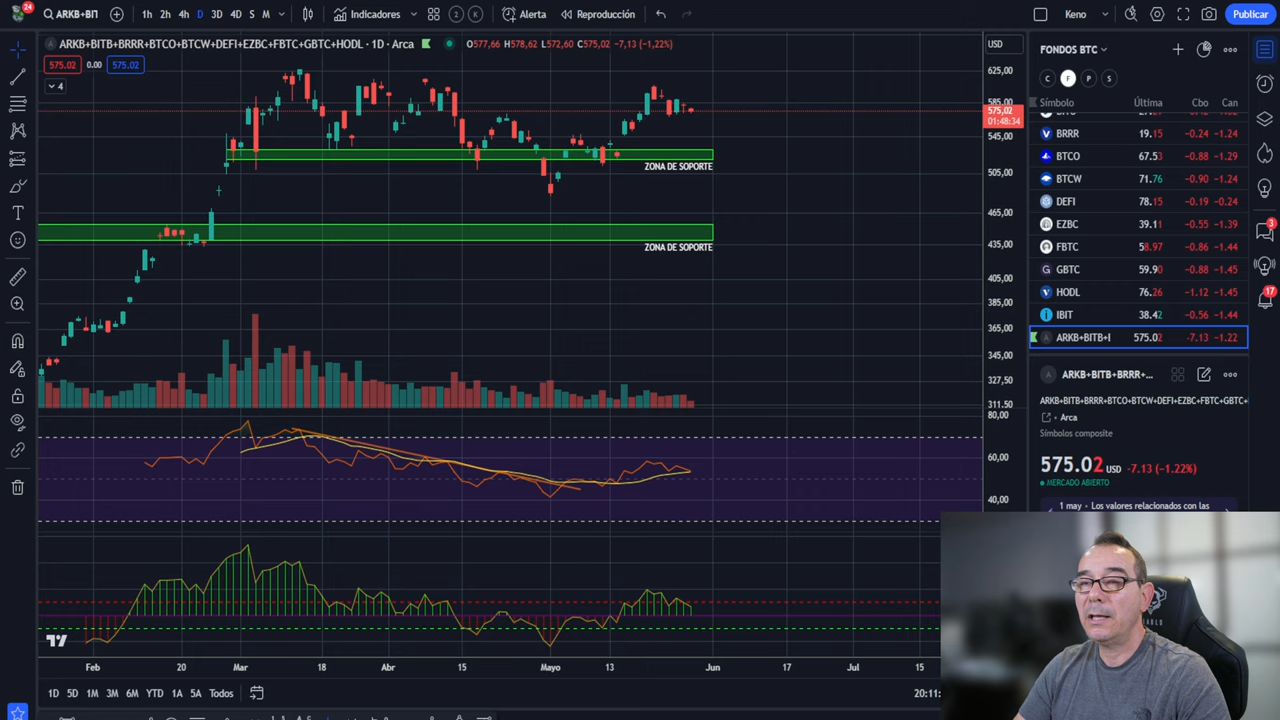 24
ARKB+BIT
1h 2h 4h D 3D 4D S M
Indicadores
2 K
Alerta
Reproducción
Keno
Publicar
ARKB+BITB+BRRR+BTCO+BTCW+DEFI+EZBC+FBTC+GBTC+HODL · 1D · Arca
O577,66 H578,62 L572,60 C575,02 −7,13 (−1,22%)
575.02 0.00 575.02
4
USD
625,00
585,00
575,02
01:48:34
545,00
505,00
465,00
435,00
405,00
385,00
365,00
345,00
327,50
311.50
80,00
60,00
40,00
ZONA DE SOPORTE
ZONA DE SOPORTE
Feb 20 Mar 18 Abr 15 Mayo 13 Jun 17 Jul 15
1D 5D 1M 3M 6M YTD 1A 5A Todos
20:11:
FONDOS BTC
C F P S
Símbolo Última Cbo Can
BRRR 19.15 −0.24 −1.24
BTCO 67.53 −0.88 −1.29
BTCW 71.76 −0.90 −1.24
DEFI 78.15 −0.19 −0.24
EZBC 39.11 −0.55 −1.39
FBTC 58.97 −0.86 −1.44
GBTC 59.90 −0.88 −1.45
HODL 76.26 −1.12 −1.45
IBIT 38.42 −0.56 −1.44
ARKB+BITB+I 575.02 -7.13 −1.22
ARKB+BITB+BRRR+...
ARKB+BITB+BRRR+BTCO+BTCW+DEFI+EZBC+FBTC+GBTC+
Arca
Símbolos composite
575.02 USD −7.13 (−1.22%)
MERCADO ABIERTO
1 may · Los valores relacionados con las
3
17